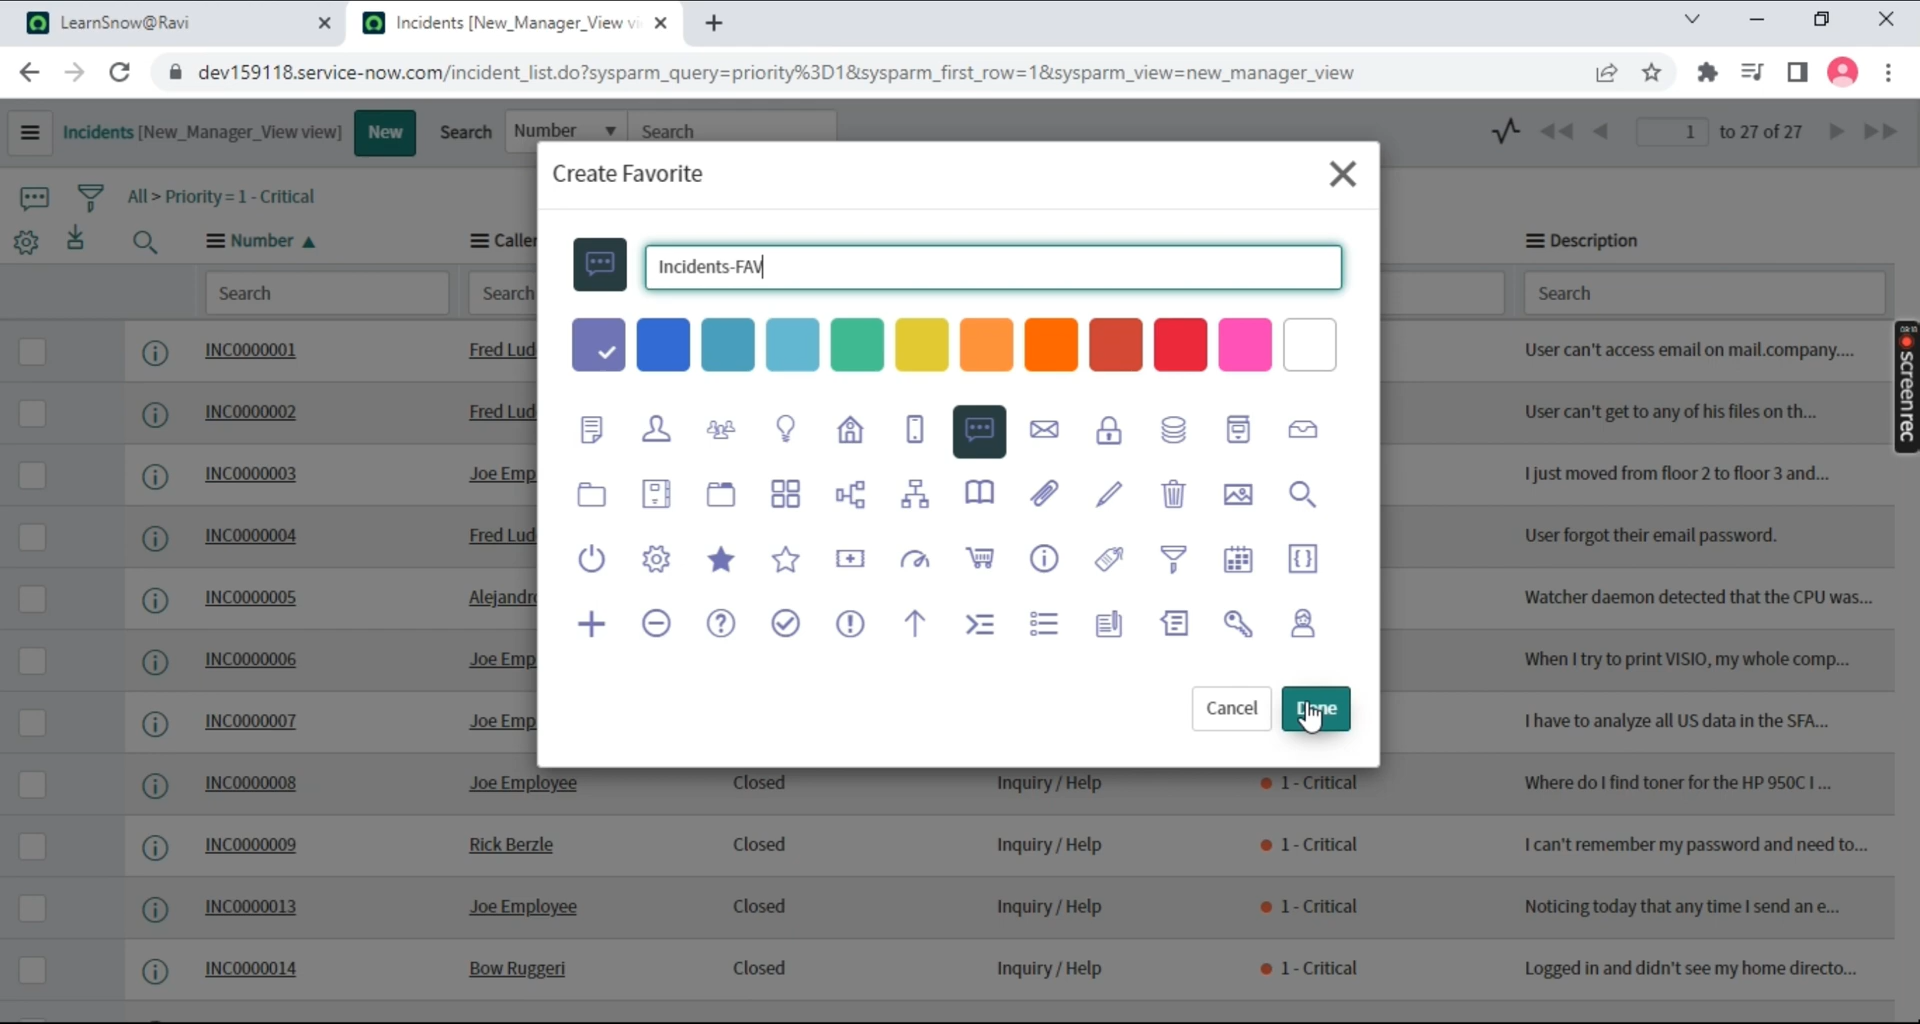 LearnSnow@Ravi
Incidents [New_Manager_View vi
dev159118.service-now.com/incident_list.do?sysparm_query=priority%3D1&sysparm_first_row=1&sysparm_view=new_manager_view
Incidents [New_Manager_View view] New Search Number Search 1 to 27 of 27
All > Priority = 1 - Critical
Create Favorite
Incidents-FAV
Number Caller Description
Search Search Search
INC0000001 Fred Lud User can't access email on mail.company....
INC0000002 Fred Lud User can't get to any of his files on th...
INC0000003 Joe Emp I just moved from floor 2 to floor 3 and...
INC0000004 Fred Lud User forgot their email password.
INC0000005 Alejandr Watcher daemon detected that the CPU was...
INC0000006 Joe Emp When I try to print VISIO, my whole comp...
INC0000007 Joe Emp I have to analyze all US data in the SFA...
Cancel Done
INC0000008 Joe Employee Closed Inquiry / Help 1 - Critical Where do I find toner for the HP 950C I ...
INC0000009 Rick Berzle Closed Inquiry / Help 1 - Critical I can't remember my password and need to...
INC0000013 Joe Employee Closed Inquiry / Help 1 - Critical Noticing today that any time I send an e...
INC0000014 Bow Ruggeri Closed Inquiry / Help 1 - Critical Logged in and didn't see my home directo...
screenrec